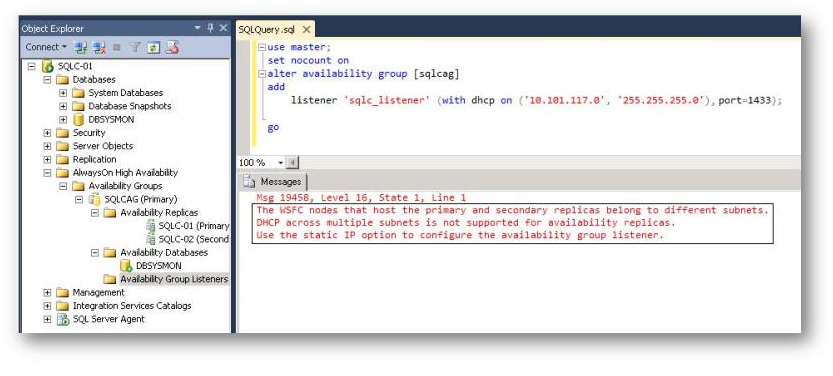 Object Explorer
Connect
SQLC-01
Databases
System Databases
Database Snapshots
DBSYSMON
Security
Server Objects
Replication
AlwaysOn High Availability
Availability Groups
SQLCAG (Primary)
Availability Replicas
SQLC-01 (Primary
SQLC-02 (Second
Availability Databases
DBSYSMON
Availability Group Listeners
Management
Integration Services Catalogs
SQL Server Agent
SQLQuery.sql
use master;
set nocount on
alter availability group [sqlcag]
add
listener 'sqlc_listener' (with dhcp on ('10.101.117.0', '255.255.255.0'), port=1433);
go
100 %
Messages
Msg 19458, Level 16, State 1, Line 1
The WSFC nodes that host the primary and secondary replicas belong to different subnets.
DHCP across multiple subnets is not supported for availability replicas.
Use the static IP option to configure the availability group listener.